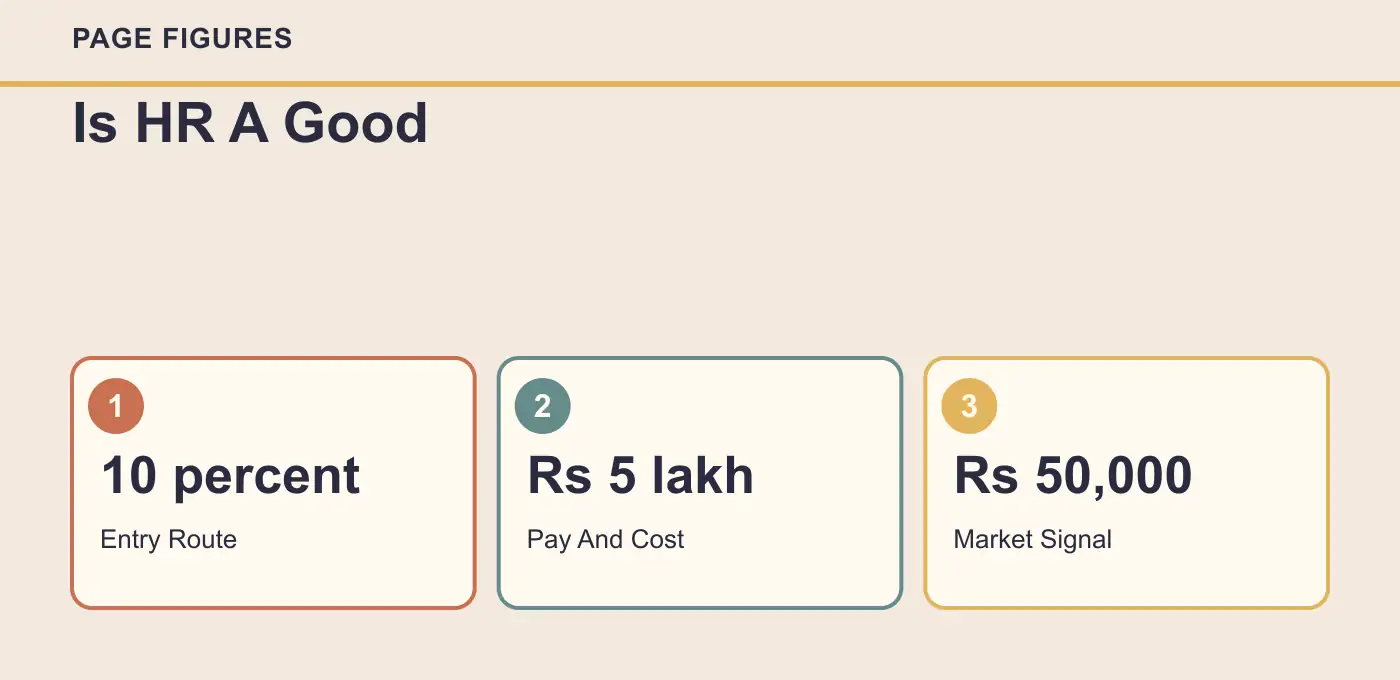 PAGE FIGURES
Is HR A Good
1
10 percent
Entry Route
2
Rs 5 lakh
Pay And Cost
3
Rs 50,000
Market Signal